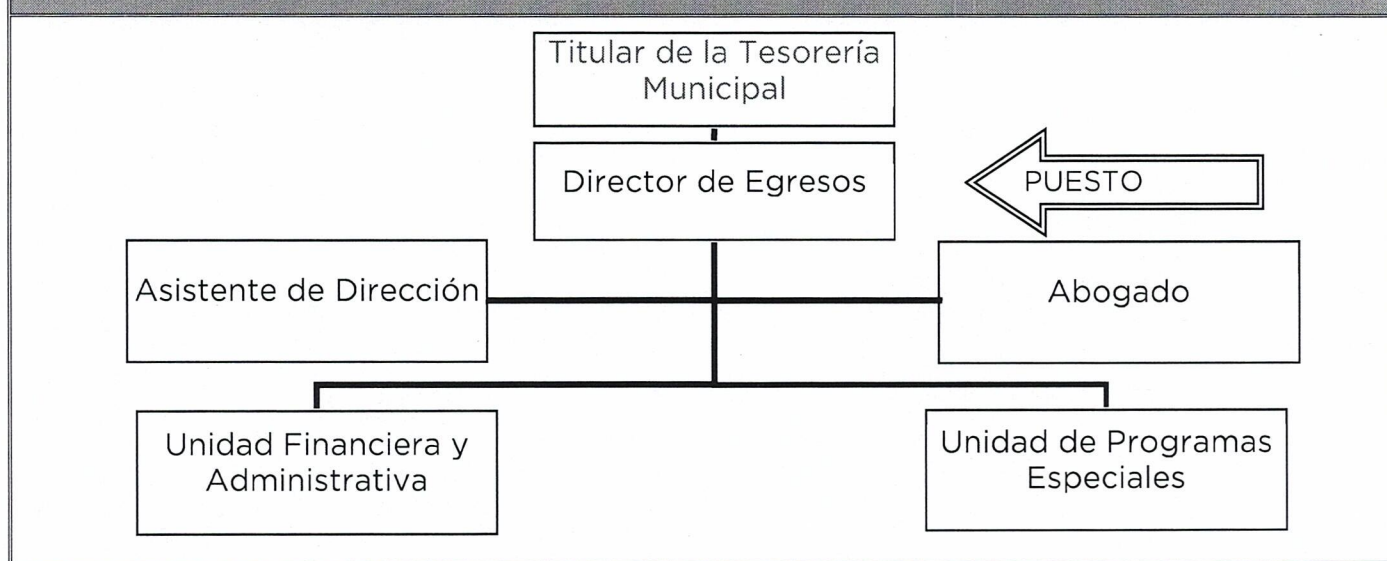 Titular de la Tesorería
Municipal
Director de Egresos
PUESTO
Asistente de Dirección
Abogado
Unidad Financiera y
Administrativa
Unidad de Programas
Especiales